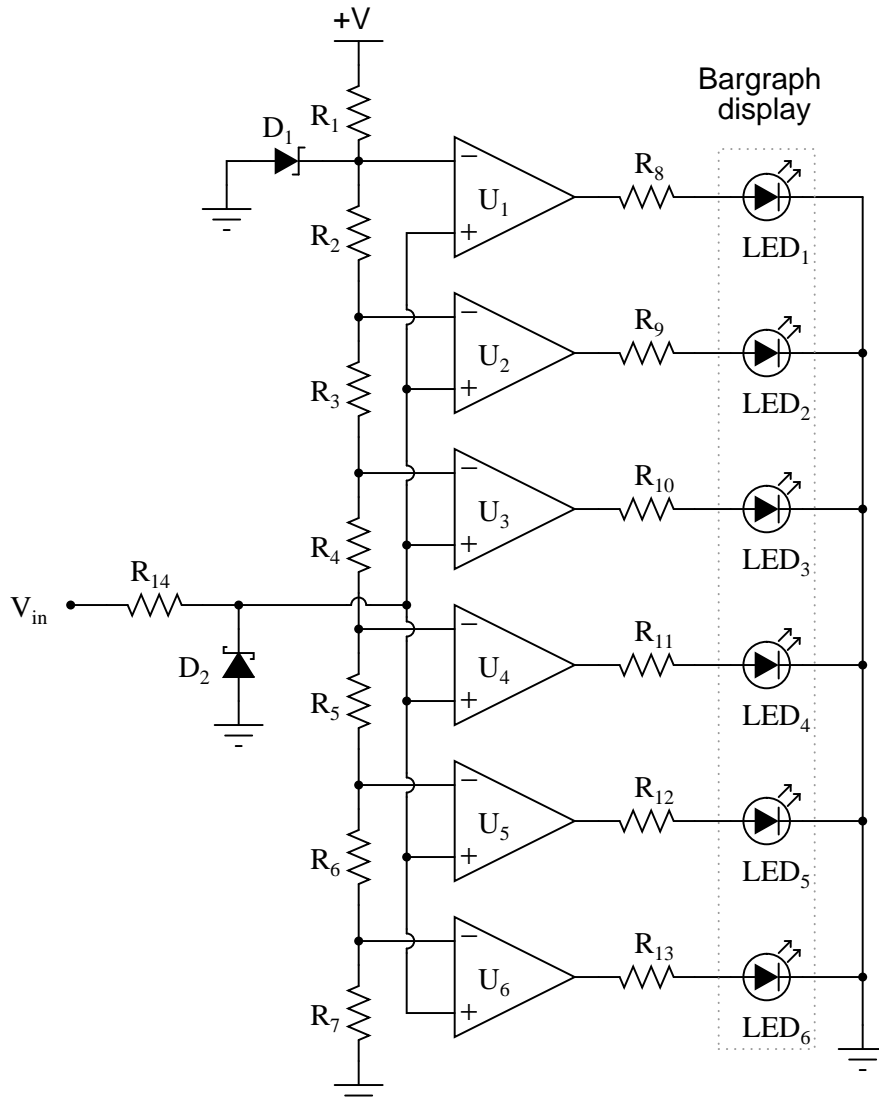 +V
Bargraph
display
R₁
D₁
−
U₁
+
R₈
LED₁
R₂
−
U₂
+
R₉
LED₂
R₃
−
U₃
+
R₁₀
LED₃
R₄
R₁₄
V_in
D₂
−
U₄
+
R₁₁
LED₄
R₅
−
U₅
+
R₁₂
LED₅
R₆
−
U₆
+
R₁₃
LED₆
R₇